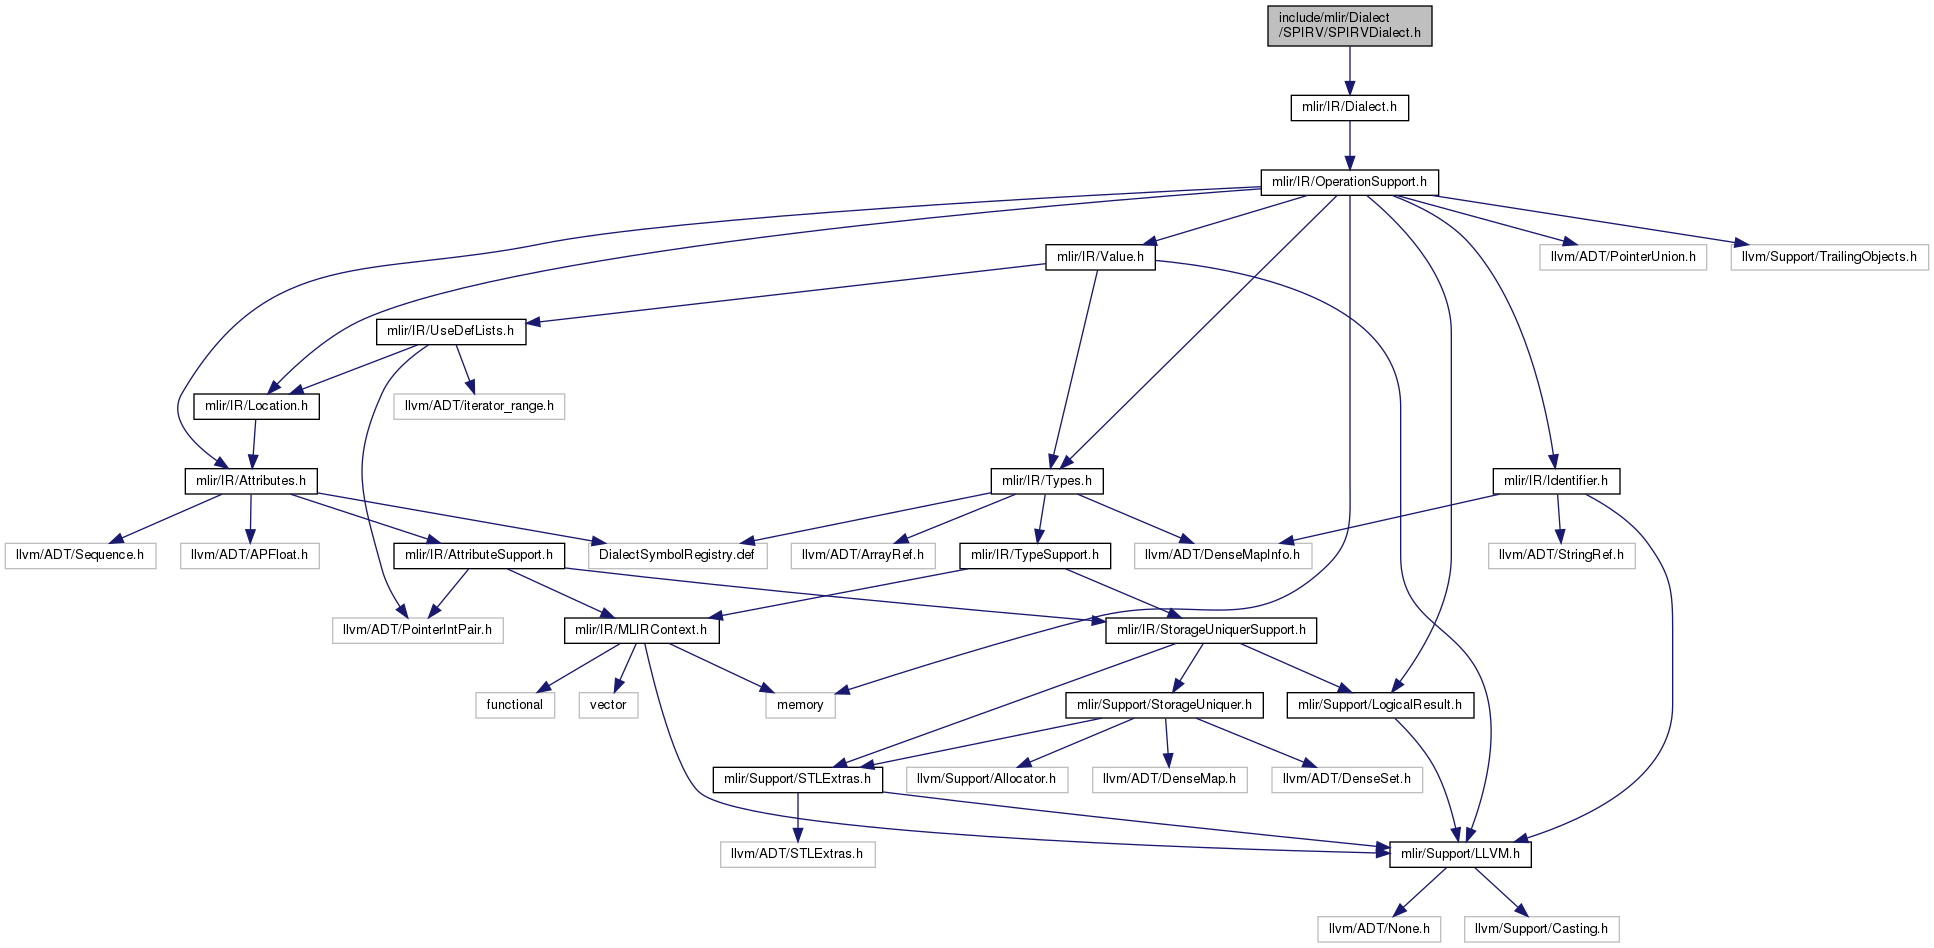 include/mlir/Dialect
/SPIRV/SPIRVDialect.h
mlir/IR/Dialect.h
mlir/IR/OperationSupport.h
mlir/IR/Value.h
llvm/ADT/PointerUnion.h
llvm/Support/TrailingObjects.h
mlir/IR/UseDefLists.h
mlir/IR/Location.h
llvm/ADT/iterator_range.h
mlir/IR/Attributes.h
mlir/IR/Types.h
mlir/IR/Identifier.h
llvm/ADT/Sequence.h
llvm/ADT/APFloat.h
mlir/IR/AttributeSupport.h
DialectSymbolRegistry.def
llvm/ADT/ArrayRef.h
mlir/IR/TypeSupport.h
llvm/ADT/DenseMapInfo.h
llvm/ADT/StringRef.h
llvm/ADT/PointerIntPair.h
mlir/IR/MLIRContext.h
mlir/IR/StorageUniquerSupport.h
functional
vector
memory
mlir/Support/StorageUniquer.h
mlir/Support/LogicalResult.h
mlir/Support/STLExtras.h
llvm/Support/Allocator.h
llvm/ADT/DenseMap.h
llvm/ADT/DenseSet.h
llvm/ADT/STLExtras.h
mlir/Support/LLVM.h
llvm/ADT/None.h
llvm/Support/Casting.h